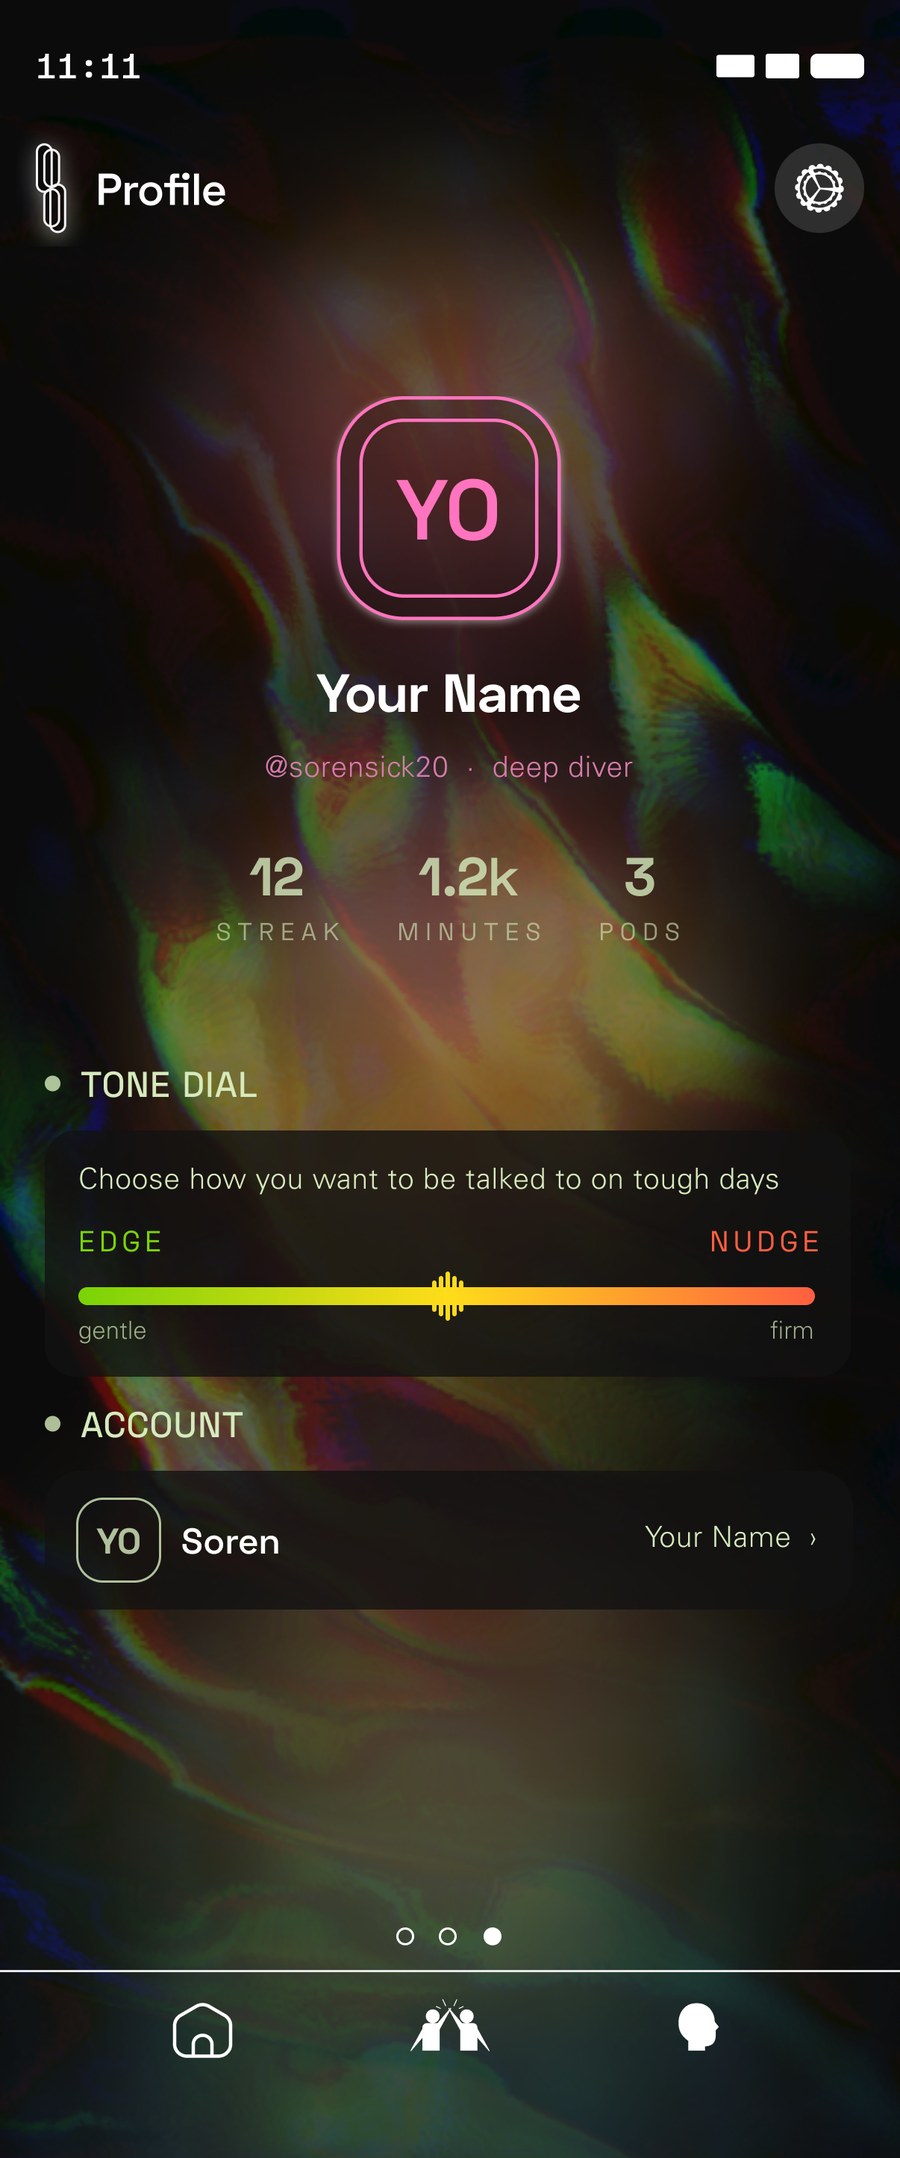 11:11
Profile
YO
Your Name
@sorensick20 · deep diver
12 1.2k 3
STREAK MINUTES PODS
TONE DIAL
Choose how you want to be talked to on tough days
EDGE NUDGE
gentle firm
ACCOUNT
YO Soren Your Name ›